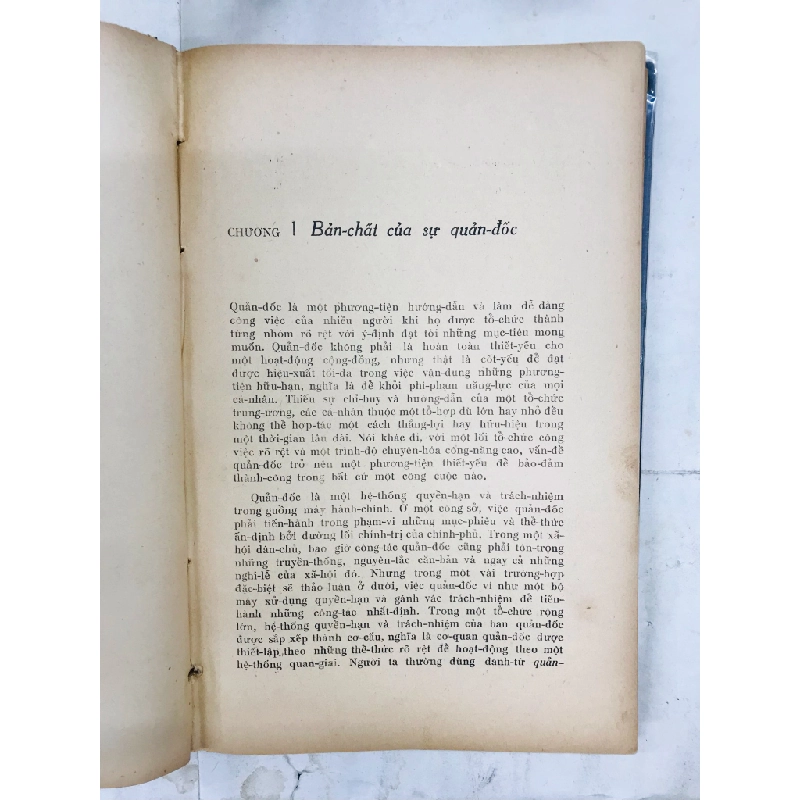 CHƯƠNG 1 Bản-chất của sự quản-đốc
Quản-đốc là một phương-tiện hướng-dẫn và làm dễ dàng
công việc của nhiều người khi họ được tổ-chức thành
từng nhóm rõ rệt với ý-định đạt tới những mục-tiêu mong
muốn. Quản-đốc không phải là hoàn toàn thiết-yếu cho
một hoạt-động cộng-đồng, nhưng thật là cốt-yếu để đạt
được hiệu-xuất tối-đa trong việc vận-dụng những phương-
tiện hữu-hạn, nghĩa là để khỏi phí-phạm năng-lực của mọi
cá-nhân. Thiếu sự chỉ-huy và hướng-dẫn của một tổ-chức
trung-ương, các cá-nhân thuộc một tổ-hợp dù lớn hay nhỏ đều
không thể hợp-tác một cách thắng-lợi hay hữu-hiệu trong
một thời-gian lâu dài. Nói khác đi, với một lối tổ-chức công
việc rõ rệt và một trình-độ chuyên-hóa công-năng cao, vấn-đề
quản-đốc trở nên một phương-tiện thiết-yếu để bảo-đảm
thành-công trong bất cứ một công cuộc nào.
Quản-đốc là một hệ-thống quyền-hạn và trách-nhiệm
trong guồng máy hành-chính. Ở một công sở, việc quản-đốc
phải tiến-hành trong phạm-vi những mục-phiêu và thể-thức
ấn-định bởi đường lối chính-trị của chính-phủ. Trong một xã-
hội dân-chủ, bao giờ công-tác quản-đốc cũng phải tôn-trọng
những truyền-thống, nguyên-tắc căn-bản và ngay cả những
nghi-lễ của xã-hội đó. Nhưng trong một vài trường-hợp
đặc-biệt sẽ thảo-luận ở dưới, việc quản-đốc ví như một bộ
máy xử-dụng quyền-hạn và gánh vác trách-nhiệm để tiến-
hành những công-tác nhất-định. Trong một tổ-chức rộng
lớn, hệ-thống quyền-hạn và trách-nhiệm của ban quản-đốc
được sắp xếp thành cơ-cấu, nghĩa là cơ-quan quản-đốc được
thiết-lập theo những thể-thức rõ rệt để hoạt-động theo một
hệ-thống quan-giai. Người ta thường dùng danh-từ quản-